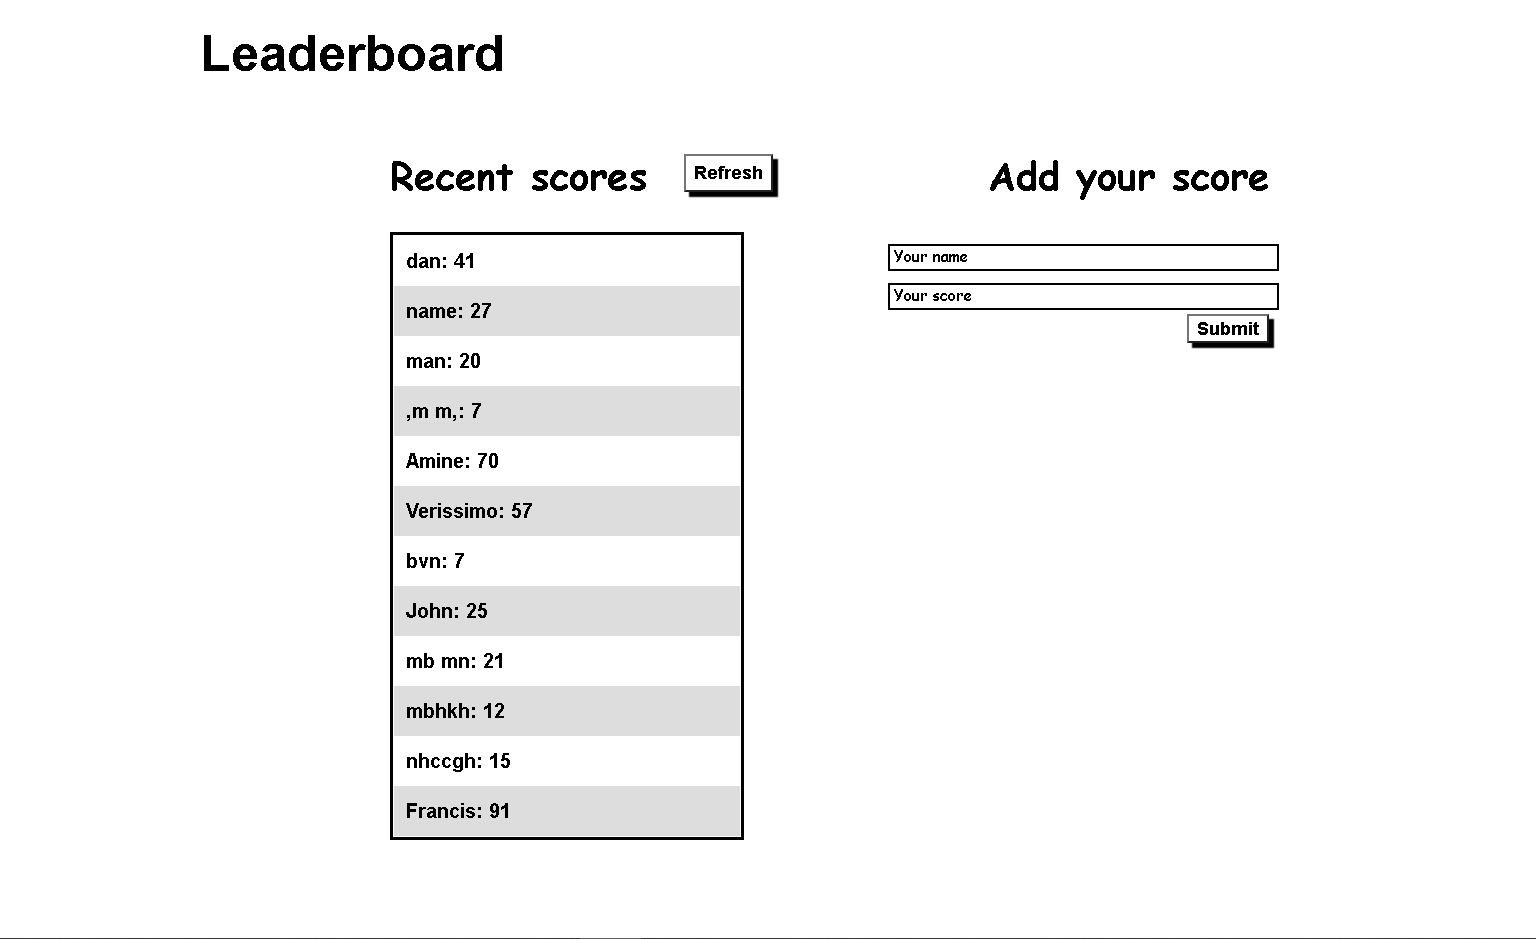 Leaderboard
Recent scores
Refresh
dan: 41
name: 27
man: 20
,m m,: 7
Amine: 70
Verissimo: 57
bvn: 7
John: 25
mb mn: 21
mbhkh: 12
nhccgh: 15
Francis: 91
Add your score
Your name
Your score
Submit